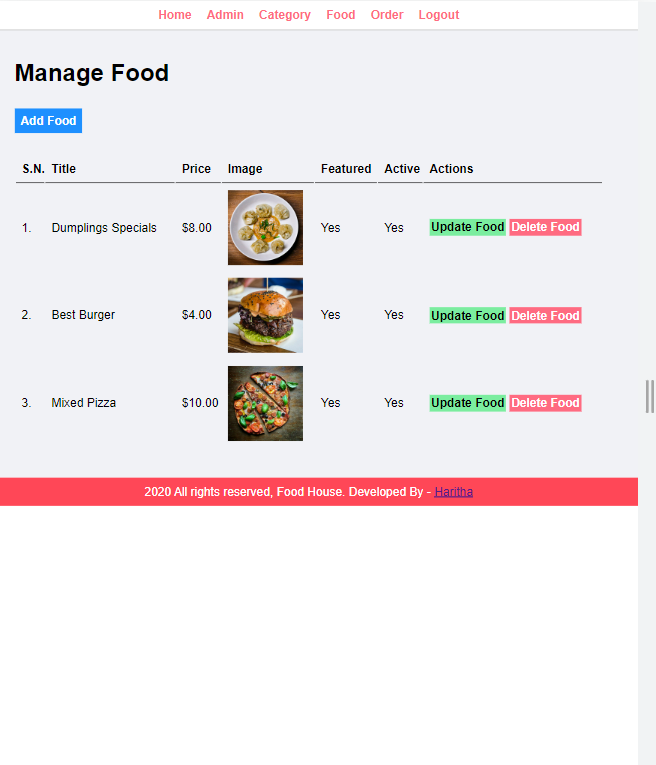 Home Admin Category Food Order Logout
Manage Food
Add Food
S.N. Title Price Image Featured Active Actions
1. Dumplings Specials $8.00 Yes Yes Update Food Delete Food
2. Best Burger $4.00 Yes Yes Update Food Delete Food
3. Mixed Pizza $10.00 Yes Yes Update Food Delete Food
2020 All rights reserved, Food House. Developed By - Haritha